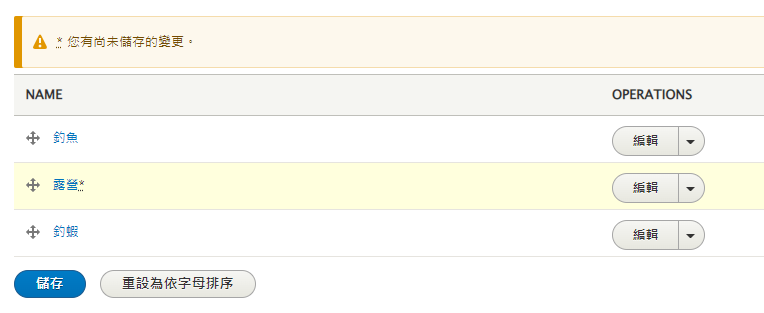 * 您有尚未儲存的變更。
NAME OPERATIONS
釣魚 編輯
露營* 編輯
釣蝦 編輯
儲存 重設為依字母排序